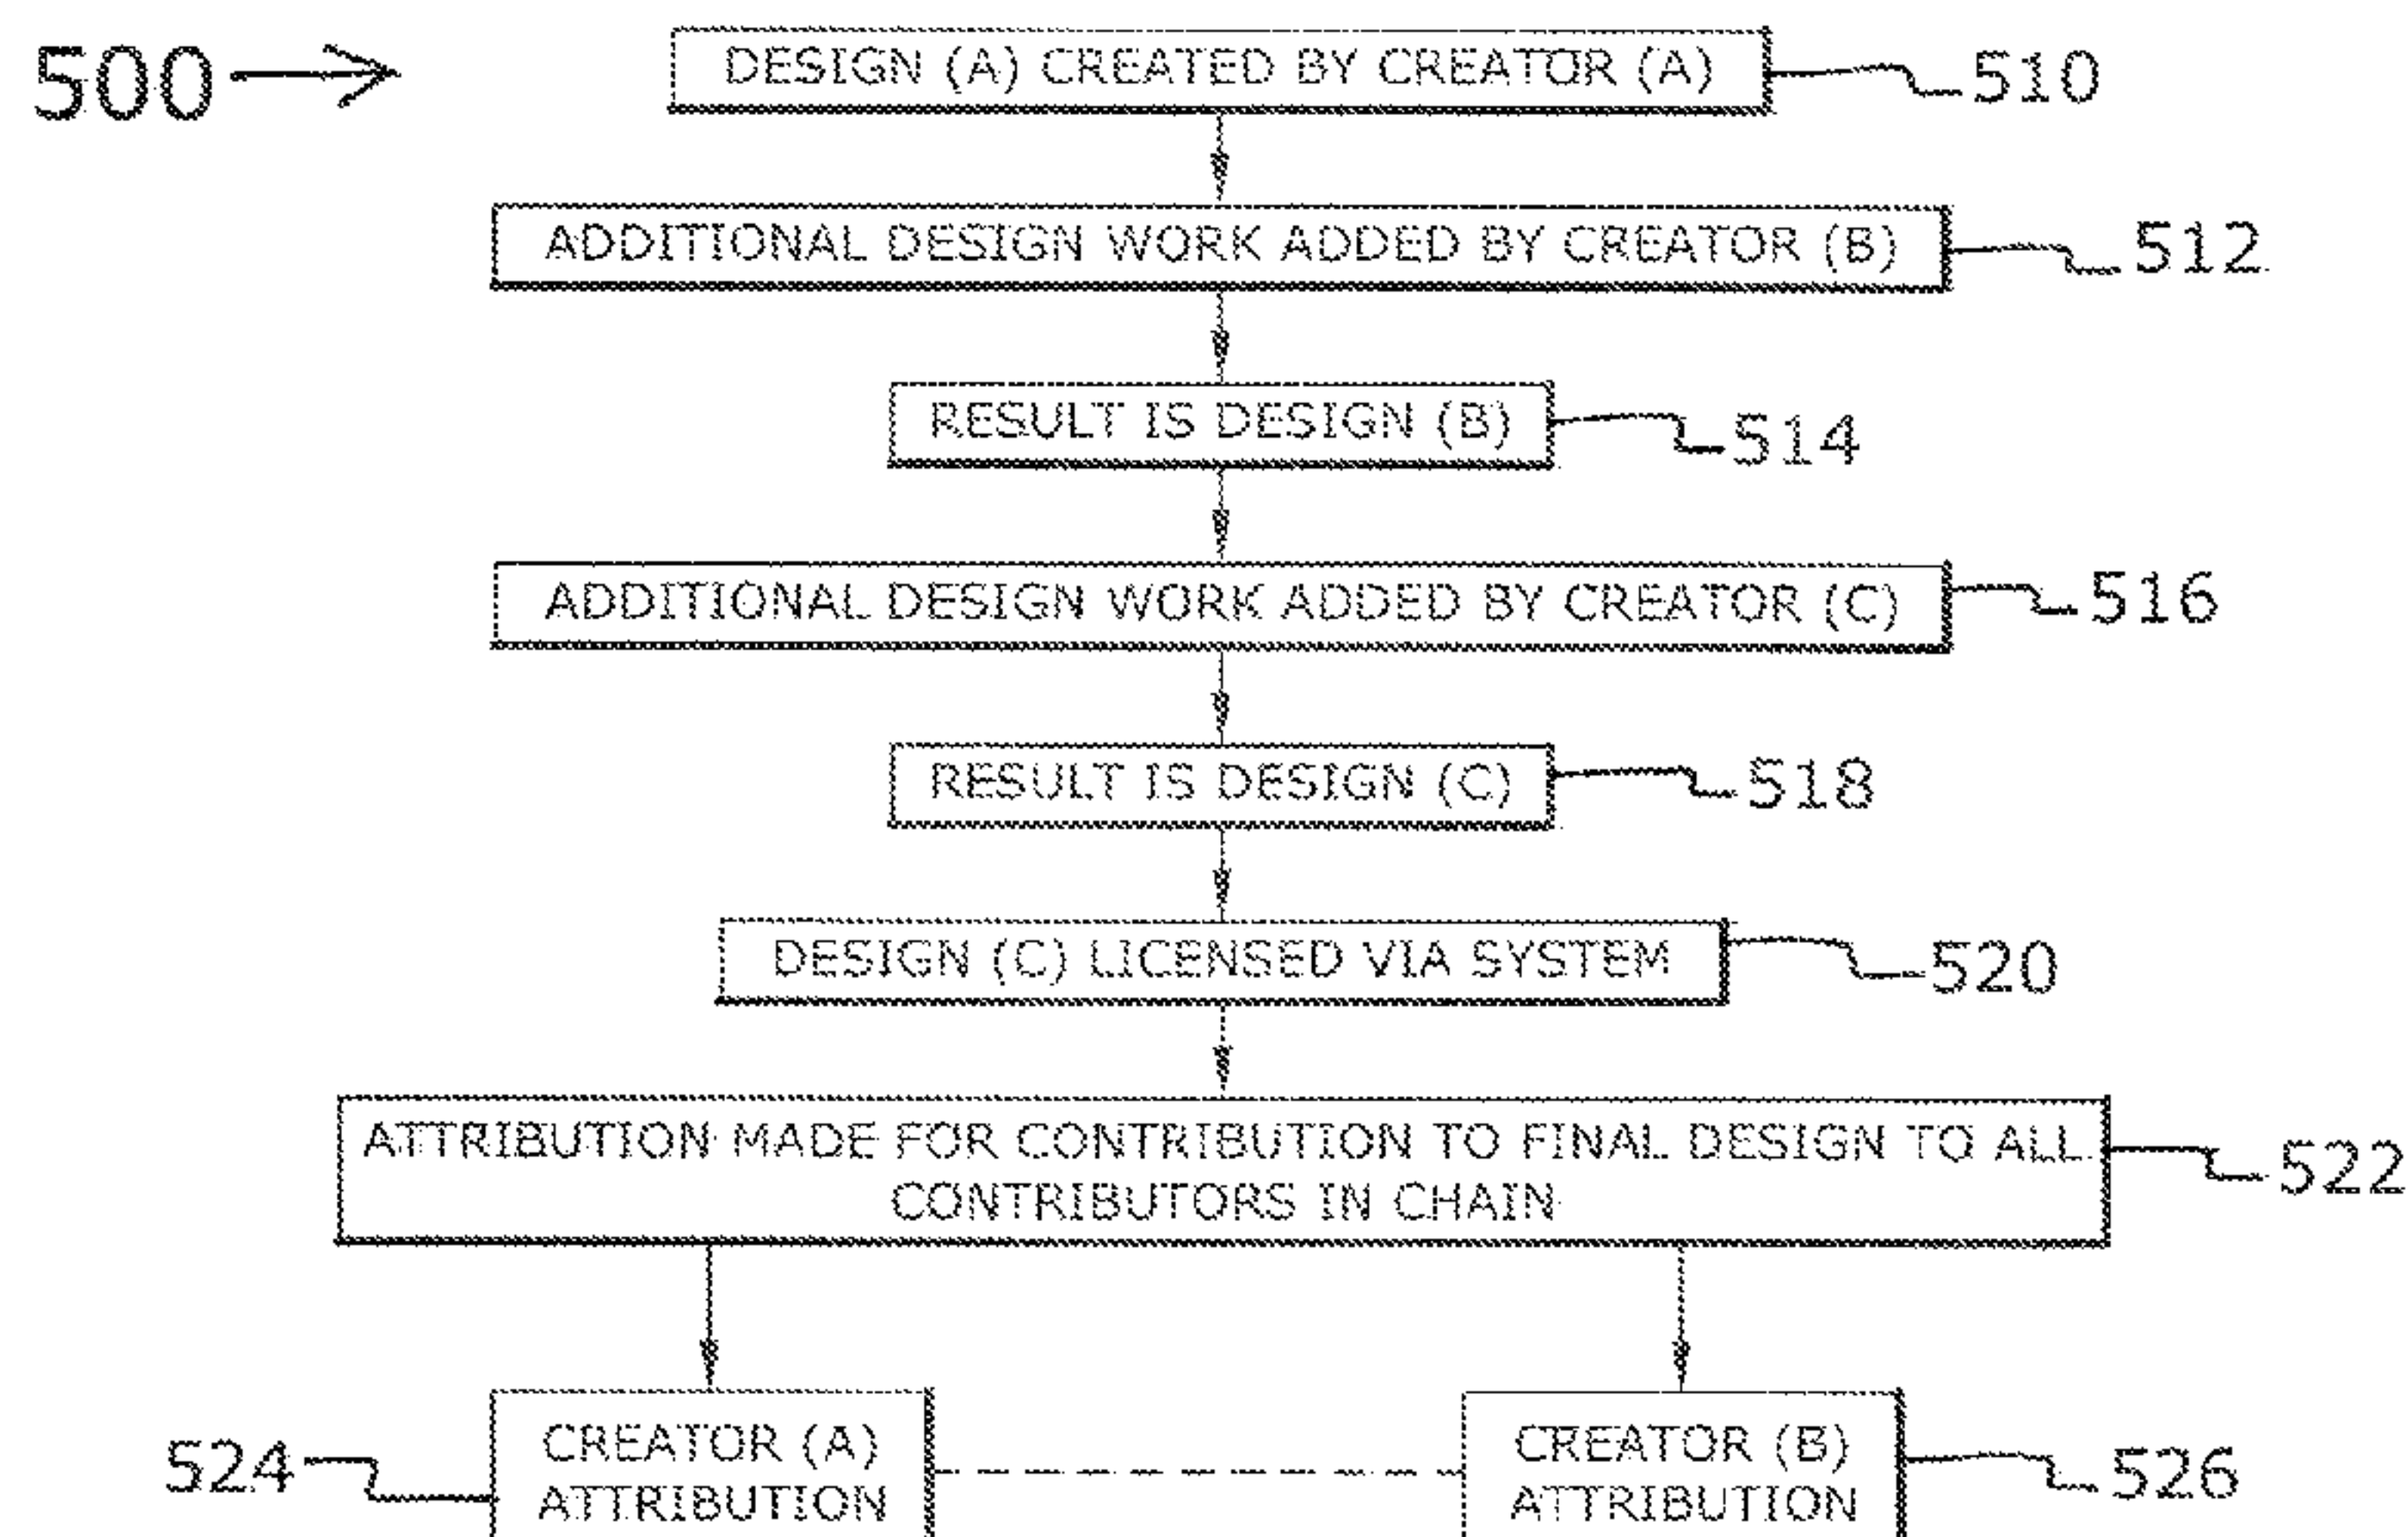 500
DESIGN (A) CREATED BY CREATOR (A)
510
ADDITIONAL DESIGN WORK ADDED BY CREATOR (B)
512
RESULT IS DESIGN (B)
514
ADDITIONAL DESIGN WORK ADDED BY CREATOR (C)
516
RESULT IS DESIGN (C)
518
DESIGN (C) LICENSED VIA SYSTEM
520
ATTRIBUTION MADE FOR CONTRIBUTION TO FINAL DESIGN TO ALL
CONTRIBUTORS IN CHAIN
522
524
CREATOR (A)
ATTRIBUTION
CREATOR (B)
ATTRIBUTION
526